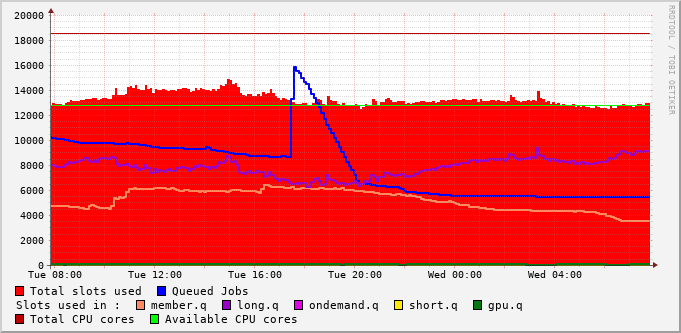 20000
18000
16000
14000
12000
10000
8000
6000
4000
2000
0
Tue 08:00 Tue 12:00 Tue 16:00 Tue 20:00 Wed 00:00 Wed 04:00
RRDTOOL / TOBI OETIKER
Total slots used Queued Jobs
Slots used in : member.q long.q ondemand.q short.q gpu.q
Total CPU cores Available CPU cores